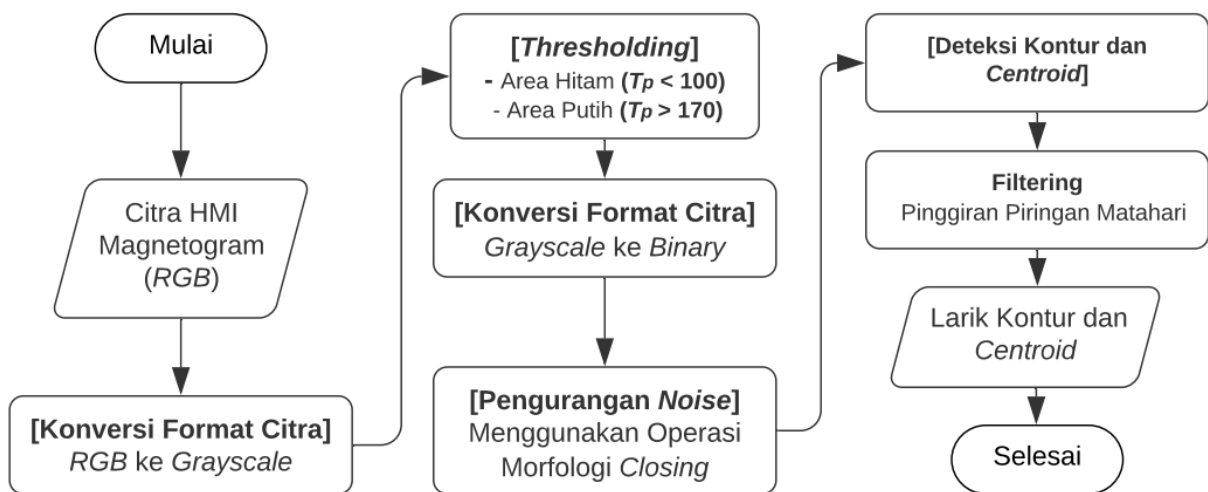 Mulai
Citra HMI
Magnetogram
(RGB)
[Konversi Format Citra]
RGB ke Grayscale
[Thresholding]
- Area Hitam (Tp < 100)
- Area Putih (Tp > 170)
[Konversi Format Citra]
Grayscale ke Binary
[Pengurangan Noise]
Menggunakan Operasi
Morfologi Closing
[Deteksi Kontur dan
Centroid]
Filtering
Pinggiran Piringan Matahari
Larik Kontur dan
Centroid
Selesai